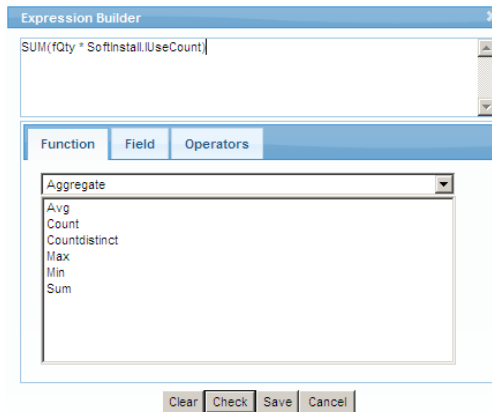 Expression Builder
SUM(fQty * SoftInstall.lUseCount)
Function Field Operators
Aggregate
Avg
Count
Countdistinct
Max
Min
Sum
Clear Check Save Cancel